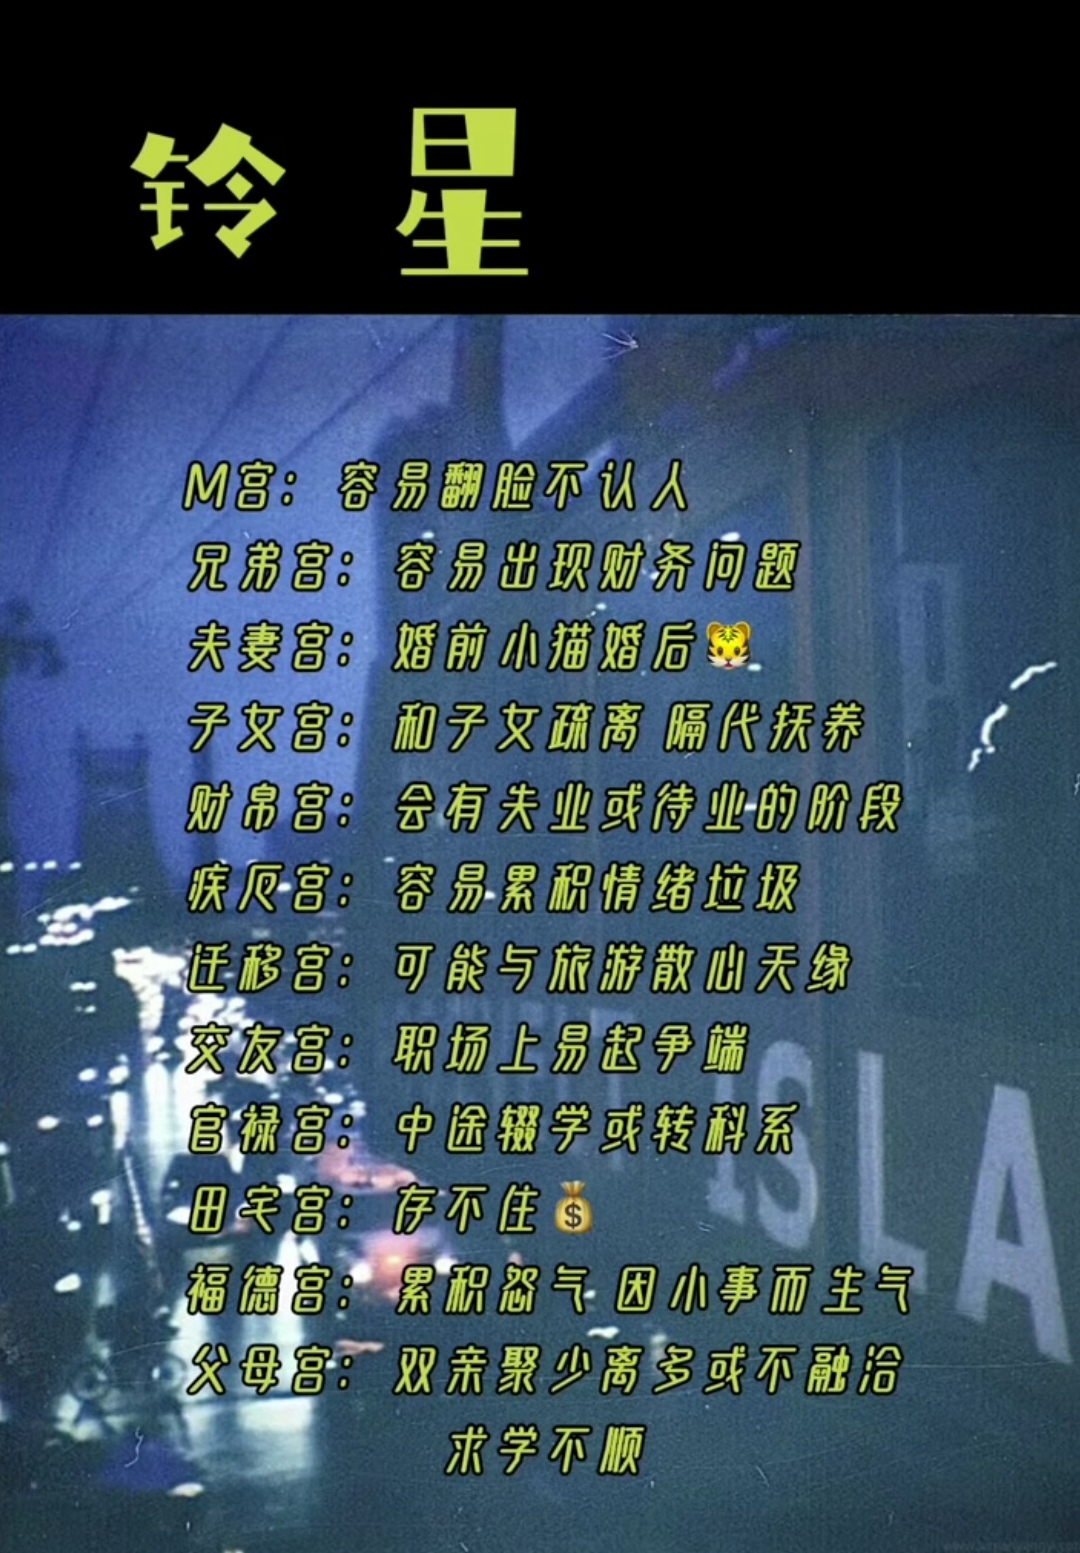 铃 星
M宫：容易翻脸不认人
兄弟宫：容易出现财务问题
夫妻宫：婚前小猫婚后🐯
子女宫：和子女疏离 隔代抚养
财帛宫：会有失业或待业的阶段
疾厄宫：容易累积情绪垃圾
迁移宫：可能与旅游散心无缘
交友宫：职场上易起争端
官禄宫：中途辍学或转科系
田宅宫：存不住💰
福德宫：累积怨气 因小事而生气
父母宫：双亲聚少离多或不融洽
求学不顺
ISLA